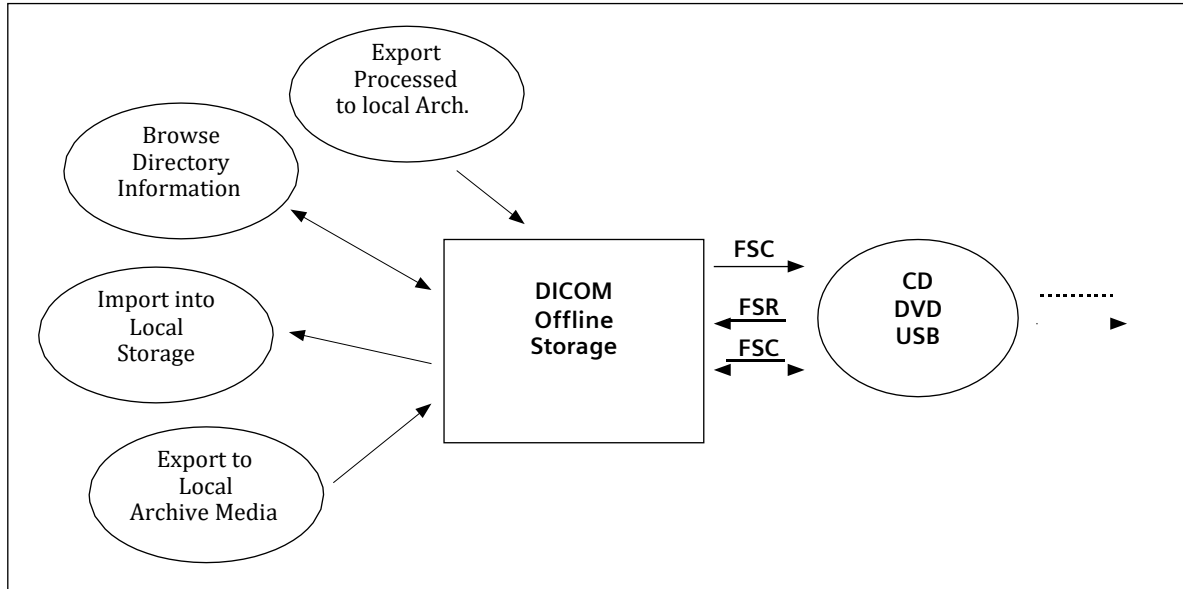 Export
Processed
to local Arch.
Browse
Directory
Information
Import into
Local
Storage
Export to
Local
Archive Media
DICOM
Offline
Storage
FSC
FSR
FSC
CD
DVD
USB